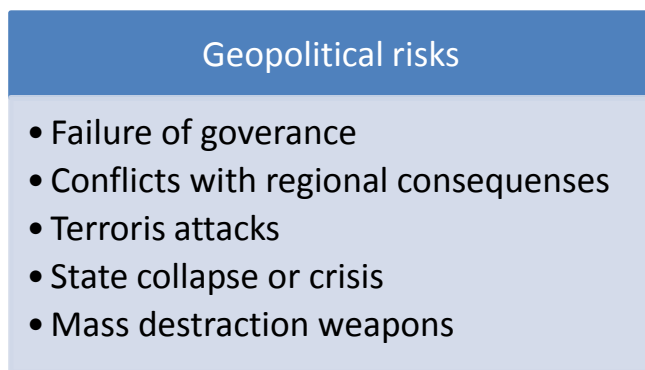 Geopolitical risks
• Failure of goverance
• Conflicts with regional consequenses
• Terroris attacks
• State collapse or crisis
• Mass destraction weapons